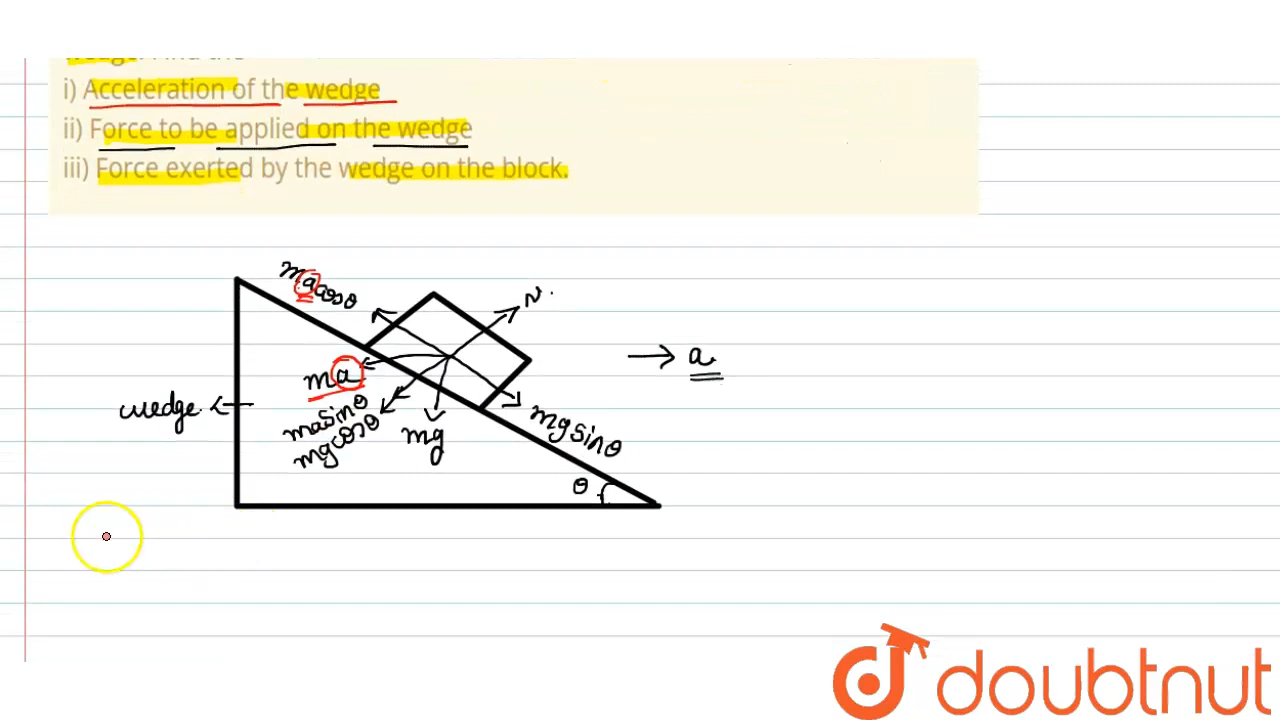 i) Acceleration of the wedge
ii) Force to be applied on the wedge
iii) Force exerted by the wedge on the block.
macosθ
N.
a.
ma
masinθ
mgcosθ
mg
mgsinθ
wedge.
θ
doubtnut